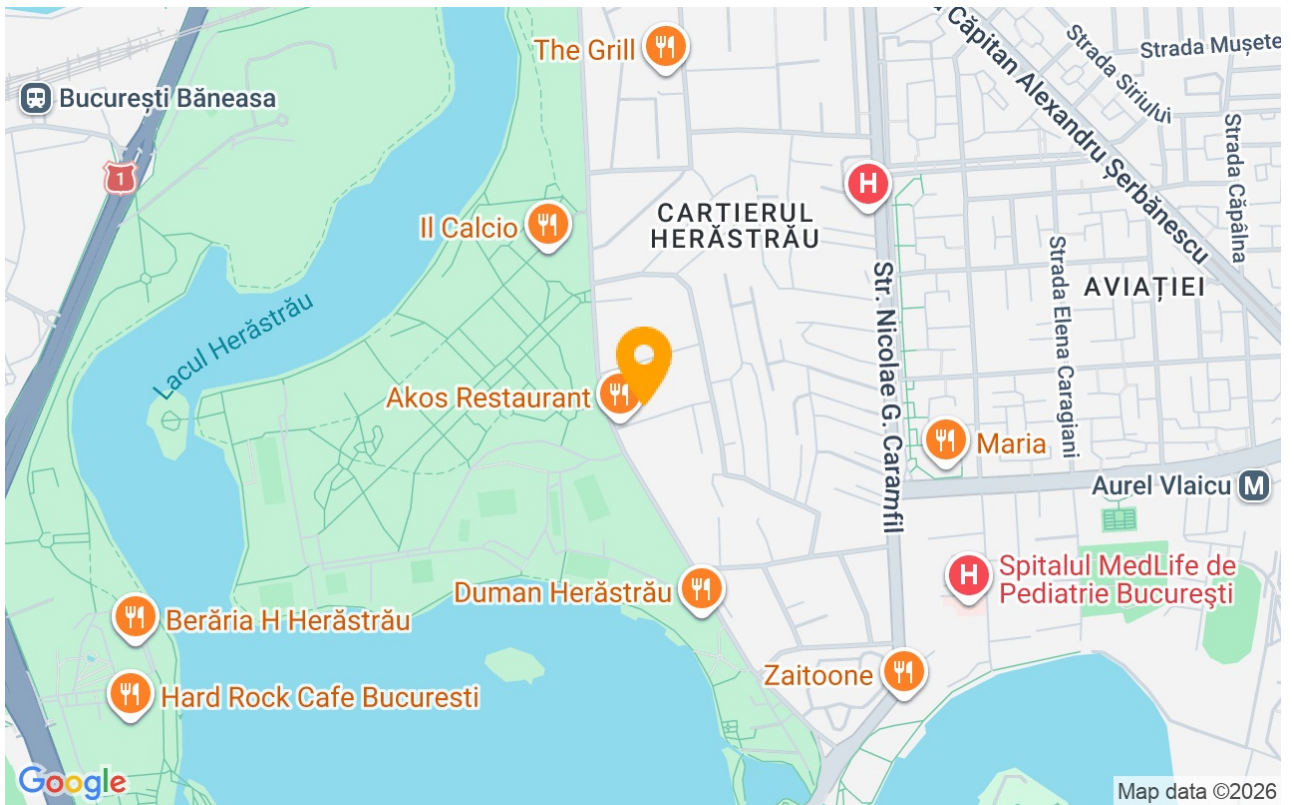 The Grill
Căpitan Alexandru Șerbănescu
Strada Siriului
Strada Mușete
București Băneasa
Strada Căpâlna
1
H
CARTIERUL
HERĂSTRĂU
Il Calcio
Str. Nicolae G. Caramfil
Strada Elena Caragiani
AVIAȚIEI
Lacul Herăstrău
Akos Restaurant
Maria
Aurel Vlaicu M
H
Spitalul MedLife de
Pediatrie București
Duman Herăstrău
Berăria H Herăstrău
Zaitoone
Hard Rock Cafe Bucuresti
Google
Map data ©2026